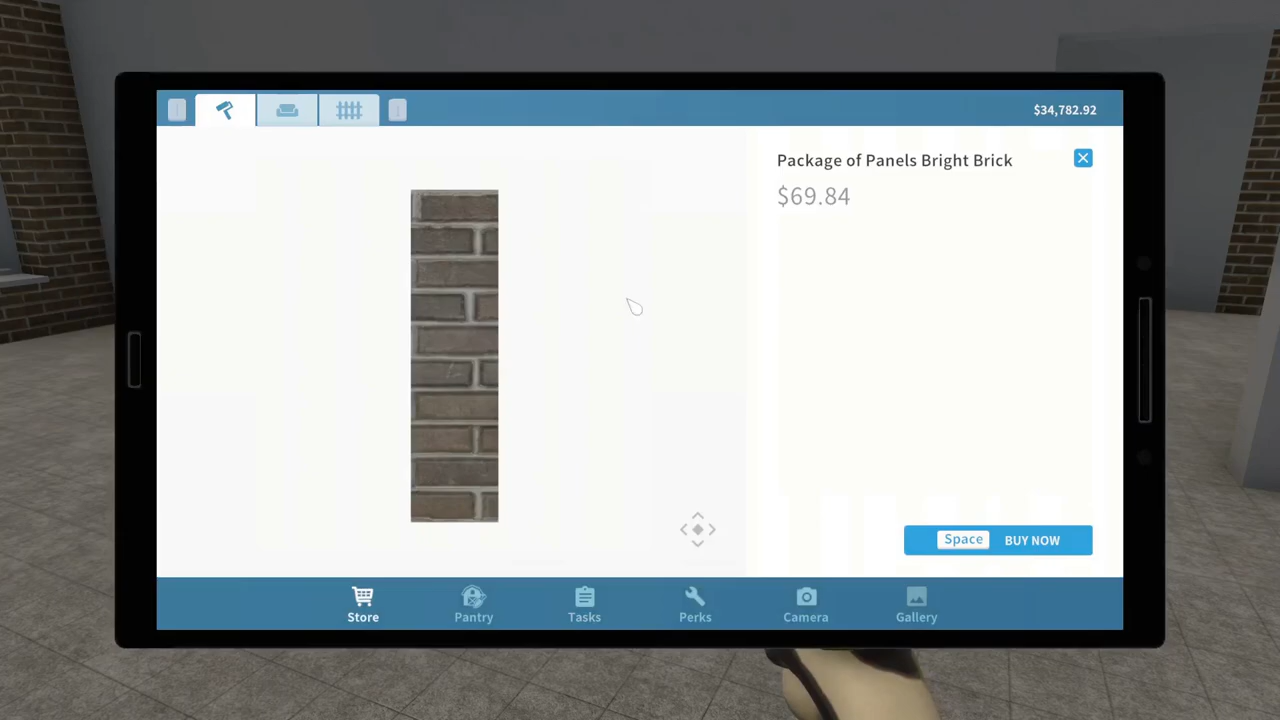 $34,782.92
Package of Panels Bright Brick
$69.84
Space BUY NOW
Store Pantry Tasks Perks Camera Gallery